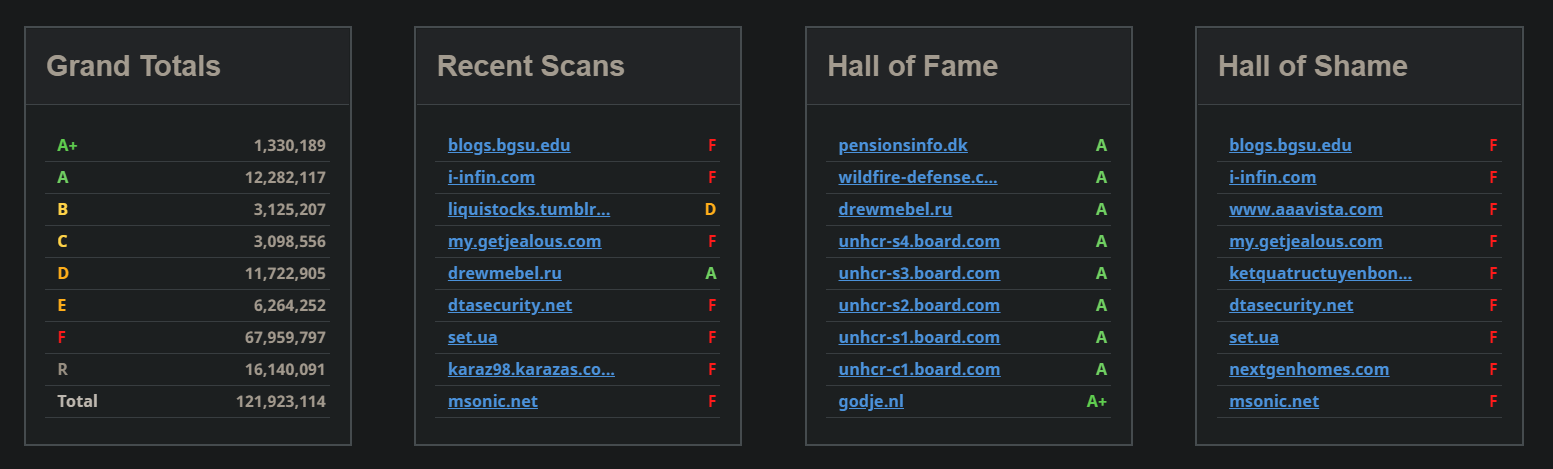 Grand Totals
A+ 1,330,189
A 12,282,117
B 3,125,207
C 3,098,556
D 11,722,905
E 6,264,252
F 67,959,797
R 16,140,091
Total 121,923,114
Recent Scans
blogs.bgsu.edu F
i-infin.com F
liquistocks.tumblr... D
my.getjealous.com F
drewmebel.ru A
dtasecurity.net F
set.ua F
karaz98.karazas.co... F
msonic.net F
Hall of Fame
pensionsinfo.dk A
wildfire-defense.c... A
drewmebel.ru A
unhcr-s4.board.com A
unhcr-s3.board.com A
unhcr-s2.board.com A
unhcr-s1.board.com A
unhcr-c1.board.com A
godje.nl A+
Hall of Shame
blogs.bgsu.edu F
i-infin.com F
www.aaavista.com F
my.getjealous.com F
ketquatructuyenbon... F
dtasecurity.net F
set.ua F
nextgenhomes.com F
msonic.net F